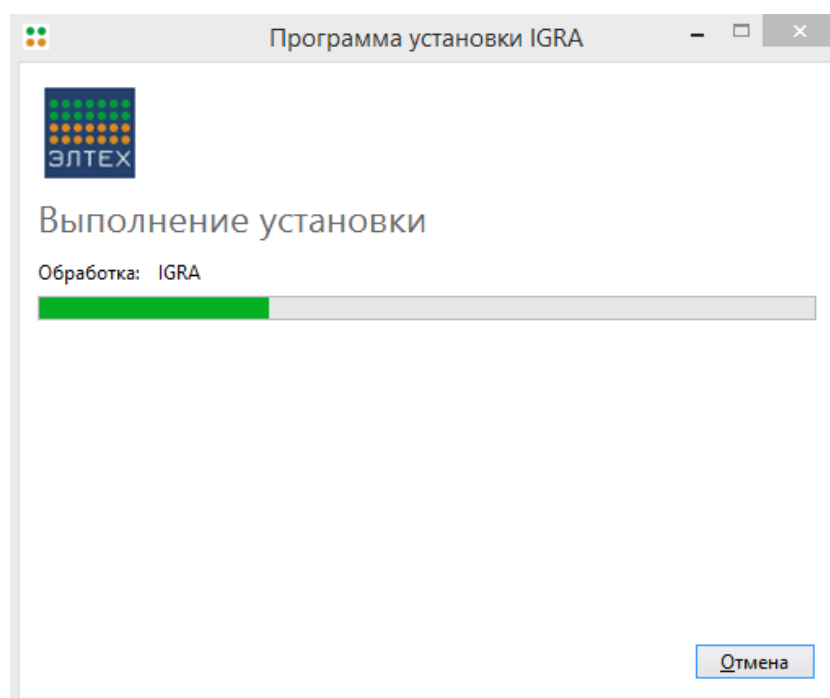 Программа установки IGRA
ЭЛТЕХ
Выполнение установки
Обработка: IGRA
Отмена